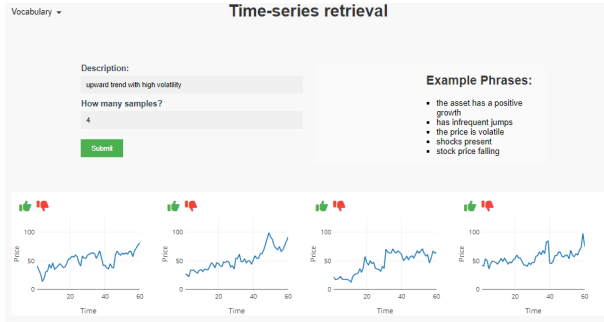 Vocabulary
Time-series retrieval
Description:
upward trend with high volatility
How many samples?
4
Submit
Example Phrases:
the asset has a positive
growth
has infrequent jumps
the price is volatile
shocks present
stock price falling
100
50
0
Price
20
40
60
Time
100
50
0
Price
20
40
60
Time
100
50
0
Price
20
40
60
Time
100
50
0
Price
20
40
60
Time